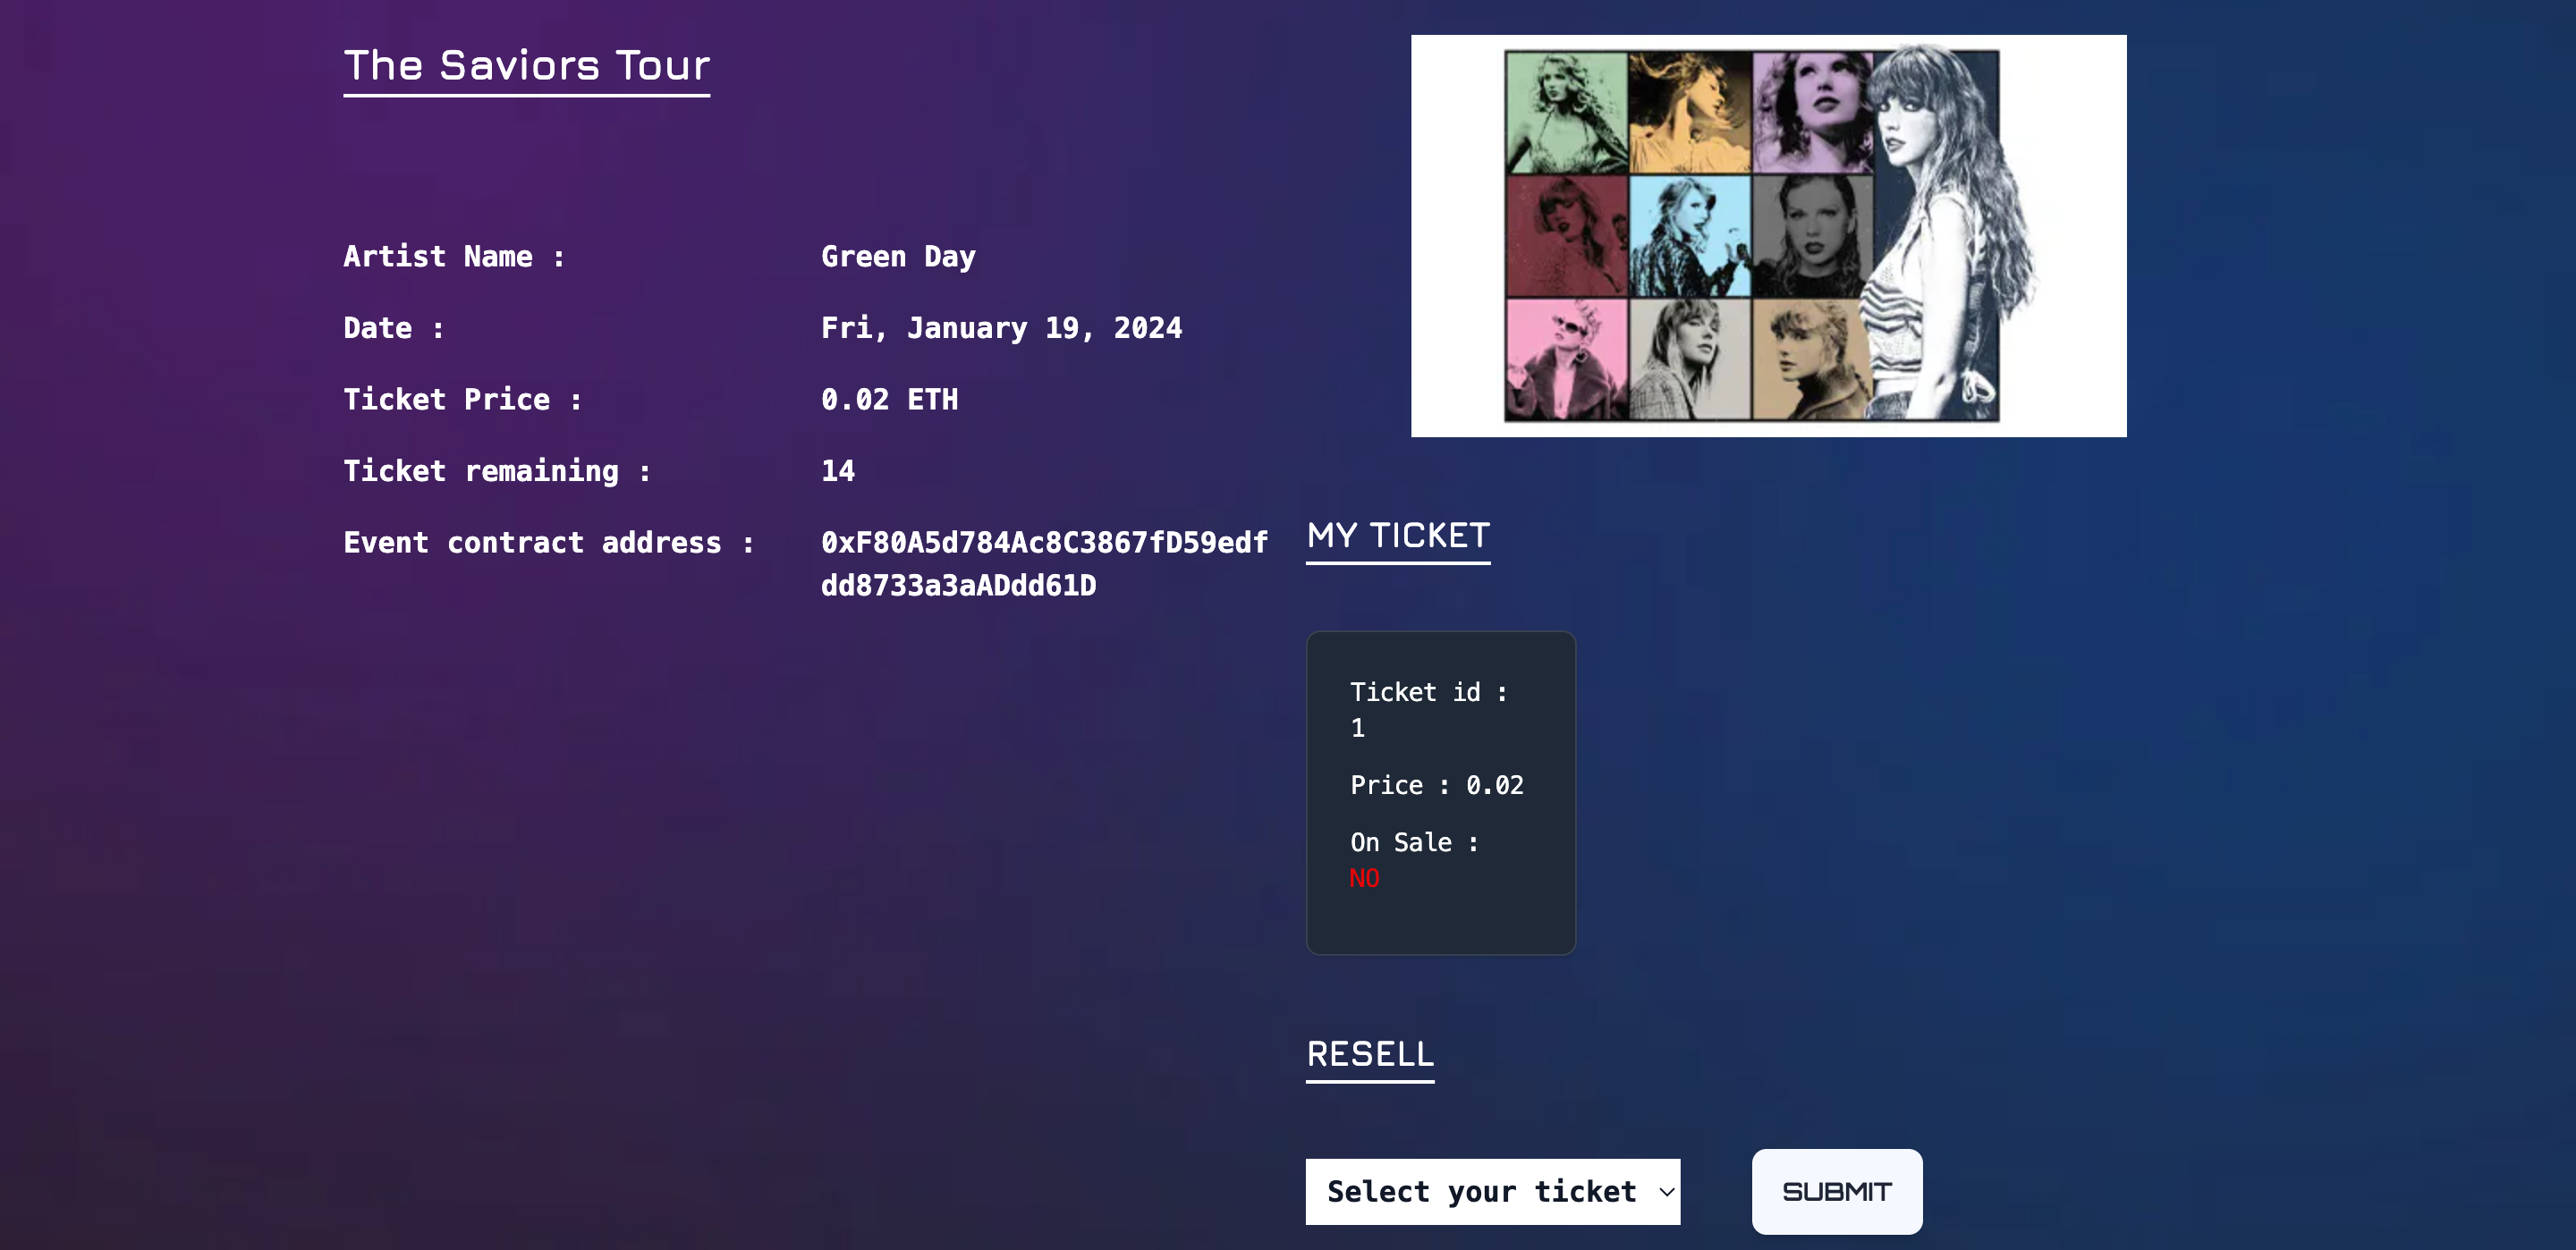 The Saviors Tour
Artist Name :
Green Day
Date :
Fri, January 19, 2024
Ticket Price :
0.02 ETH
Ticket remaining :
14
Event contract address :
0xF80A5d784Ac8C3867fD59edf
dd8733a3aADdd61D
MY TICKET
Ticket id :
1
Price : 0.02
On Sale :
NO
RESELL
Select your ticket
SUBMIT